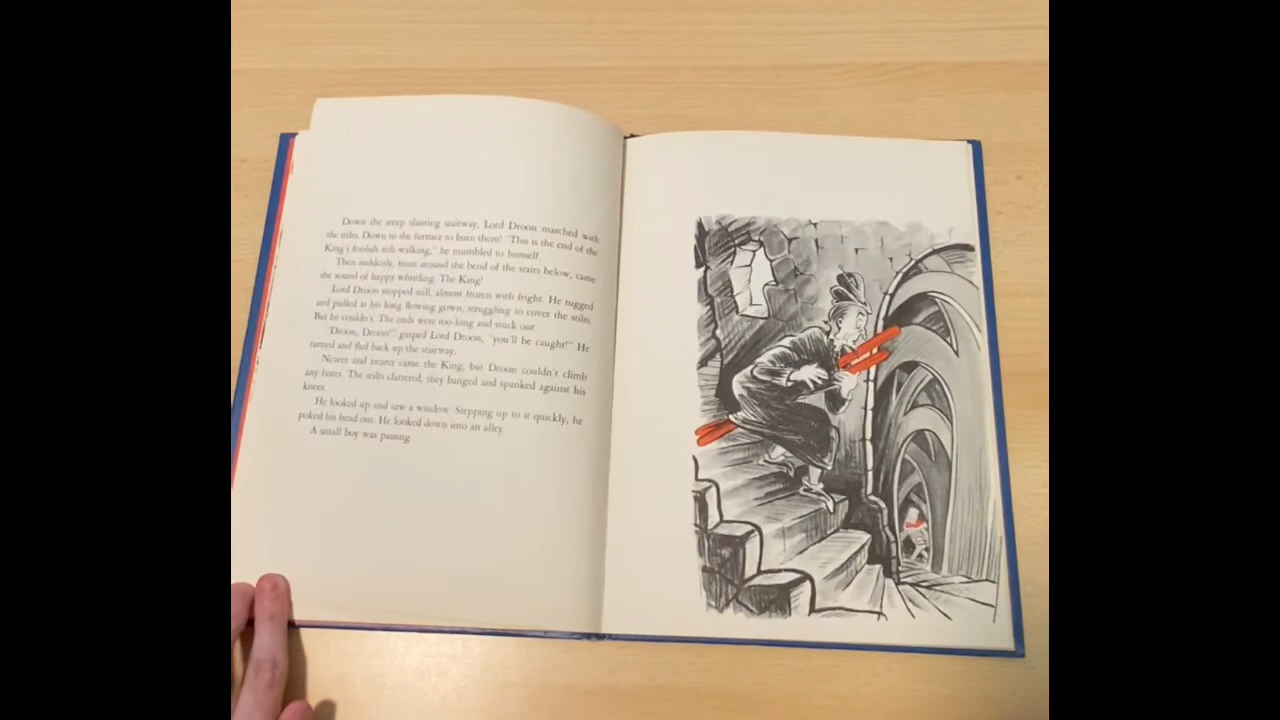 Down the steep slanting stairway, Lord Droon marched with
the stilts. Down to the furnace to burn them! "This is the end of the
King's foolish stilt-walking," he mumbled to himself.
Then suddenly, from around the bend of the stairs below, came
the sound of happy whistling. The King!
Lord Droon stopped still, almost frozen with fright. He tugged
and pulled at his long flowing gown, struggling to cover the stilts.
But he couldn't. The ends were too long and stuck out.
"Droon, Droon!" gasped Lord Droon, "you'll be caught!" He
turned and fled back up the stairway.
Nearer and nearer came the King, but Droon couldn't climb
any faster. The stilts clattered; they banged and spanked against his
knees.
He looked up and saw a window. Stepping up to it quickly, he
poked his head out. He looked down into an alley.
A small boy was passing.